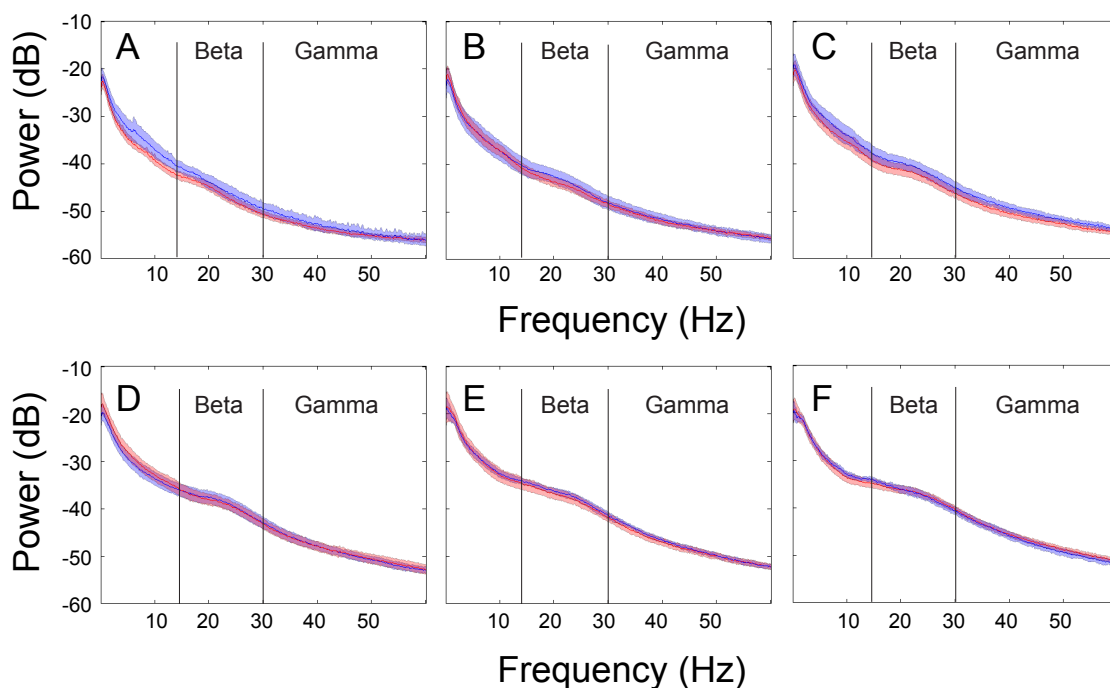 -10
A Beta Gamma
B Beta Gamma
C Beta Gamma
Power (dB)
-20
-30
-40
-50
-60
10 20 30 40 50
10 20 30 40 50
10 20 30 40 50
Frequency (Hz)
-10
D Beta Gamma
E Beta Gamma
F Beta Gamma
Power (dB)
-20
-30
-40
-50
-60
10 20 30 40 50
10 20 30 40 50
10 20 30 40 50
Frequency (Hz)